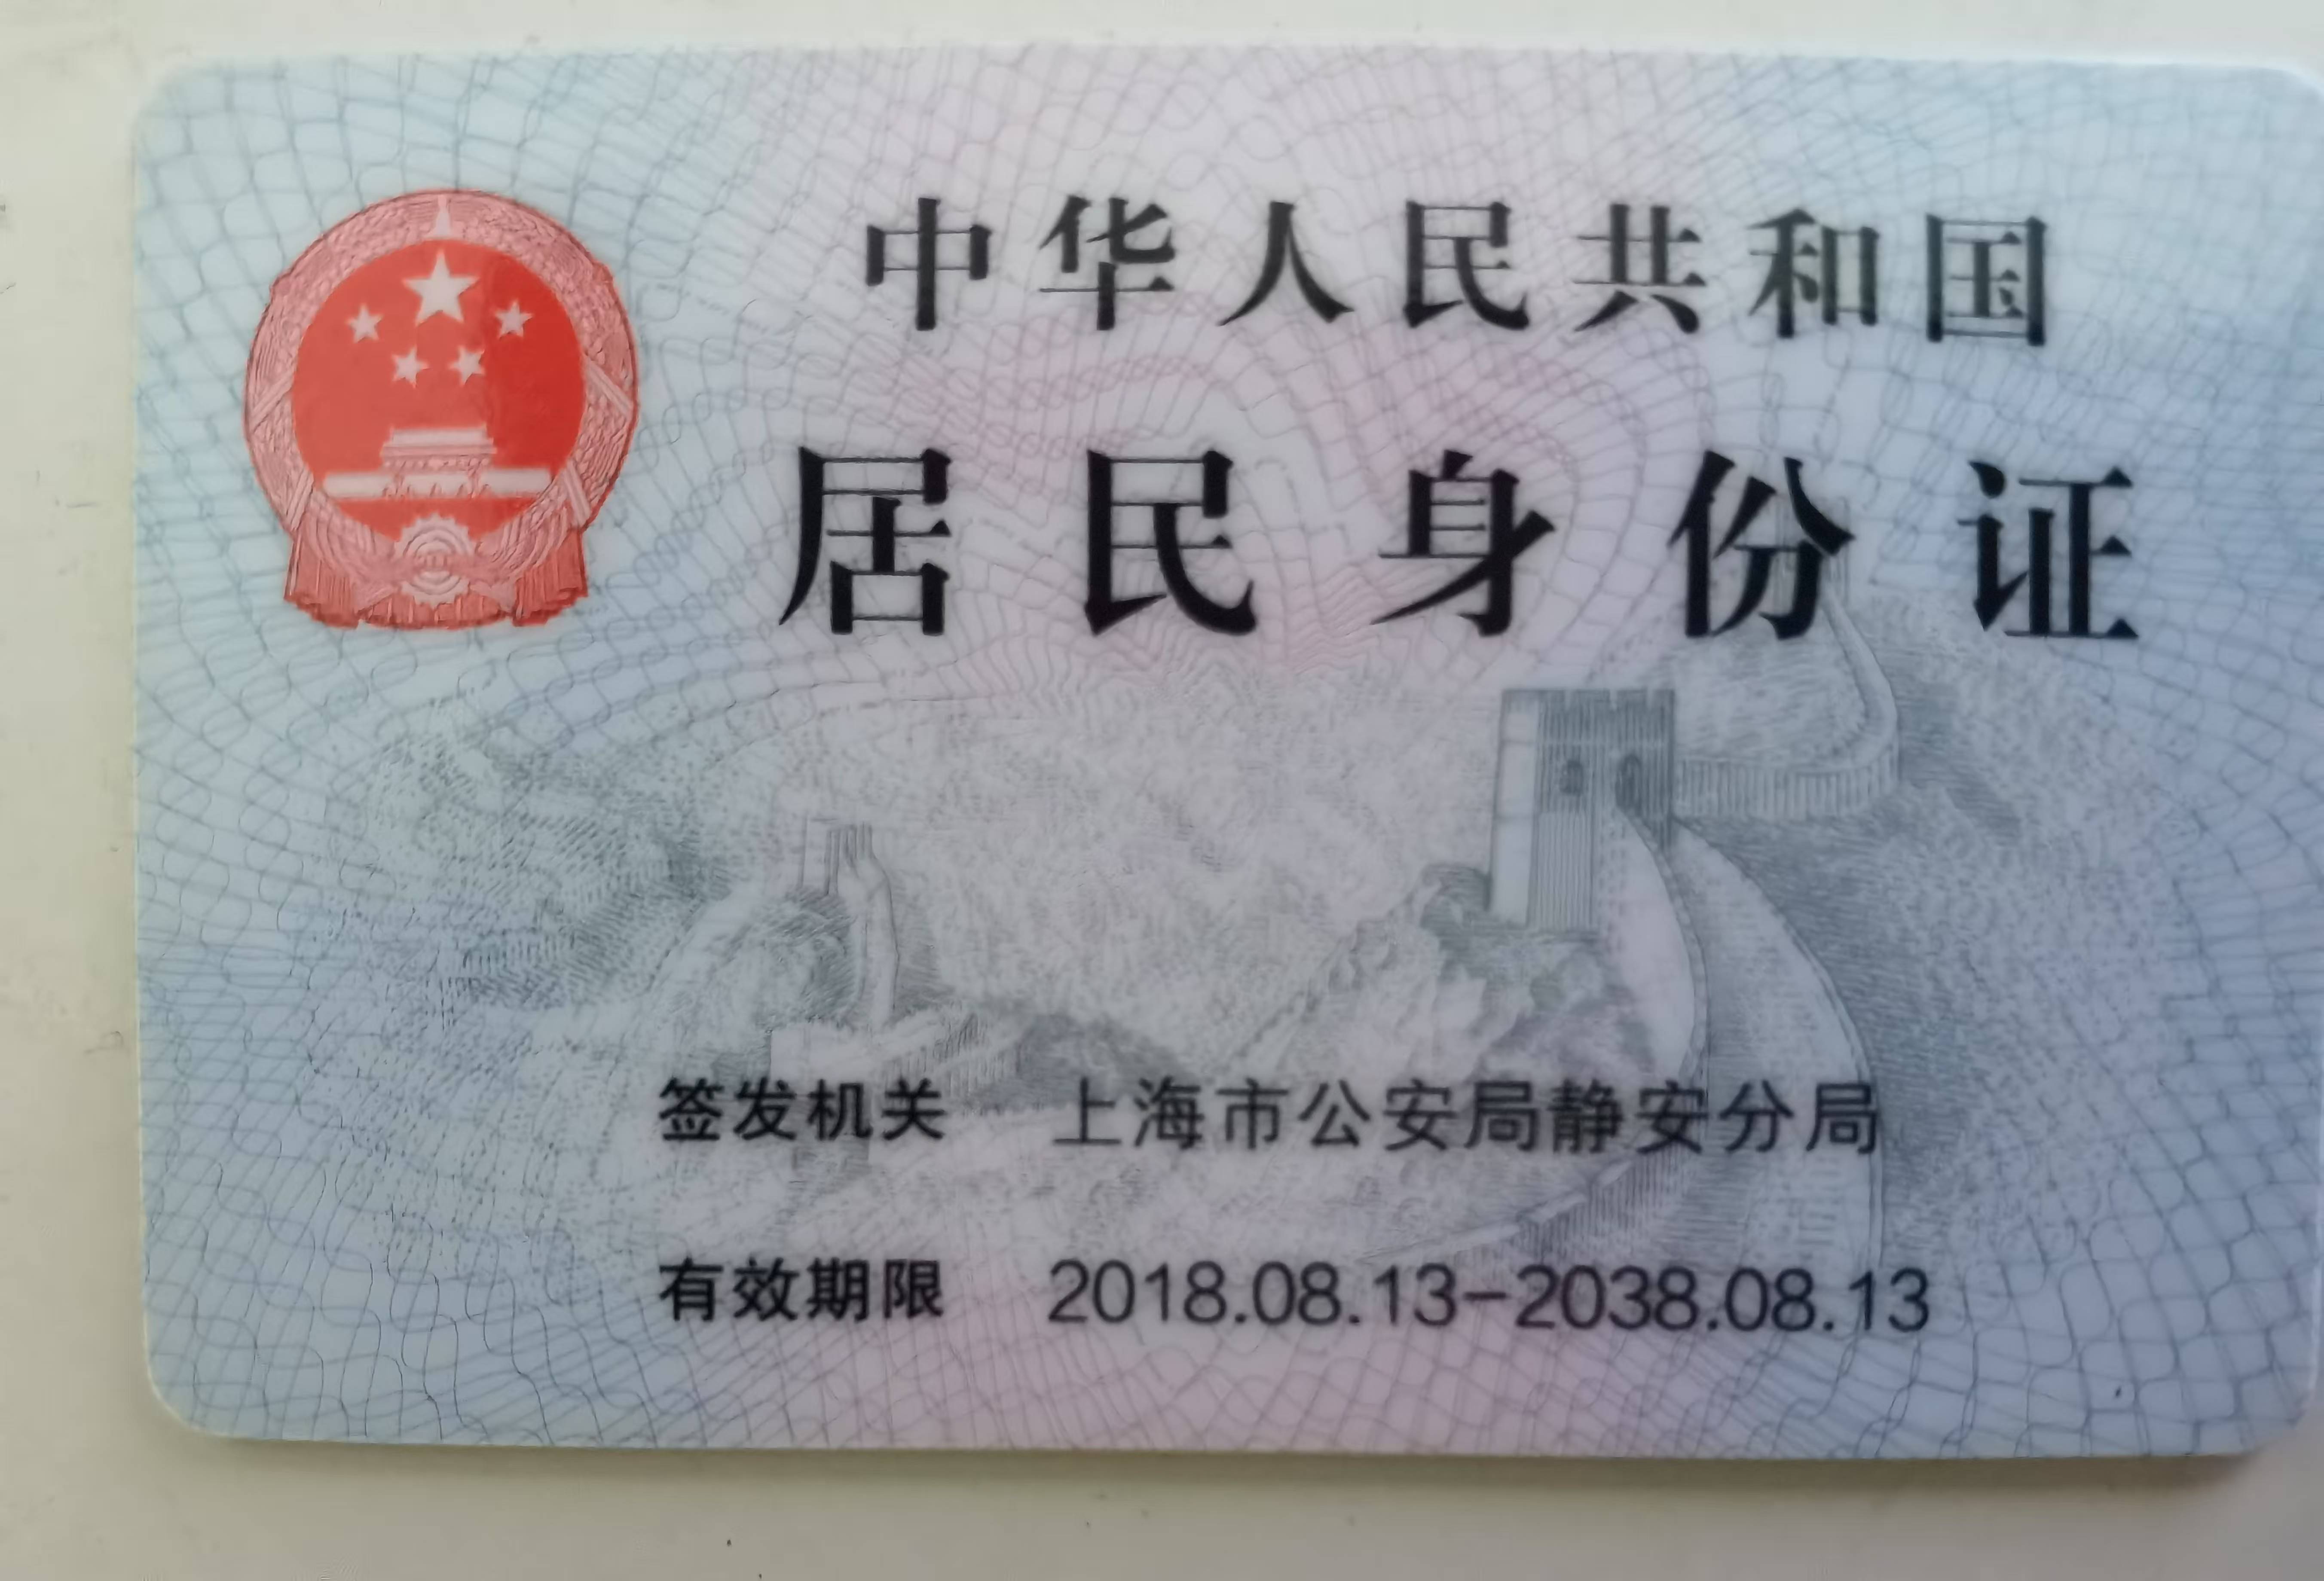 中华人民共和国
居民身份证
签发机关 上海市公安局静安分局
有效期限 2018.08.13-2038.08.13